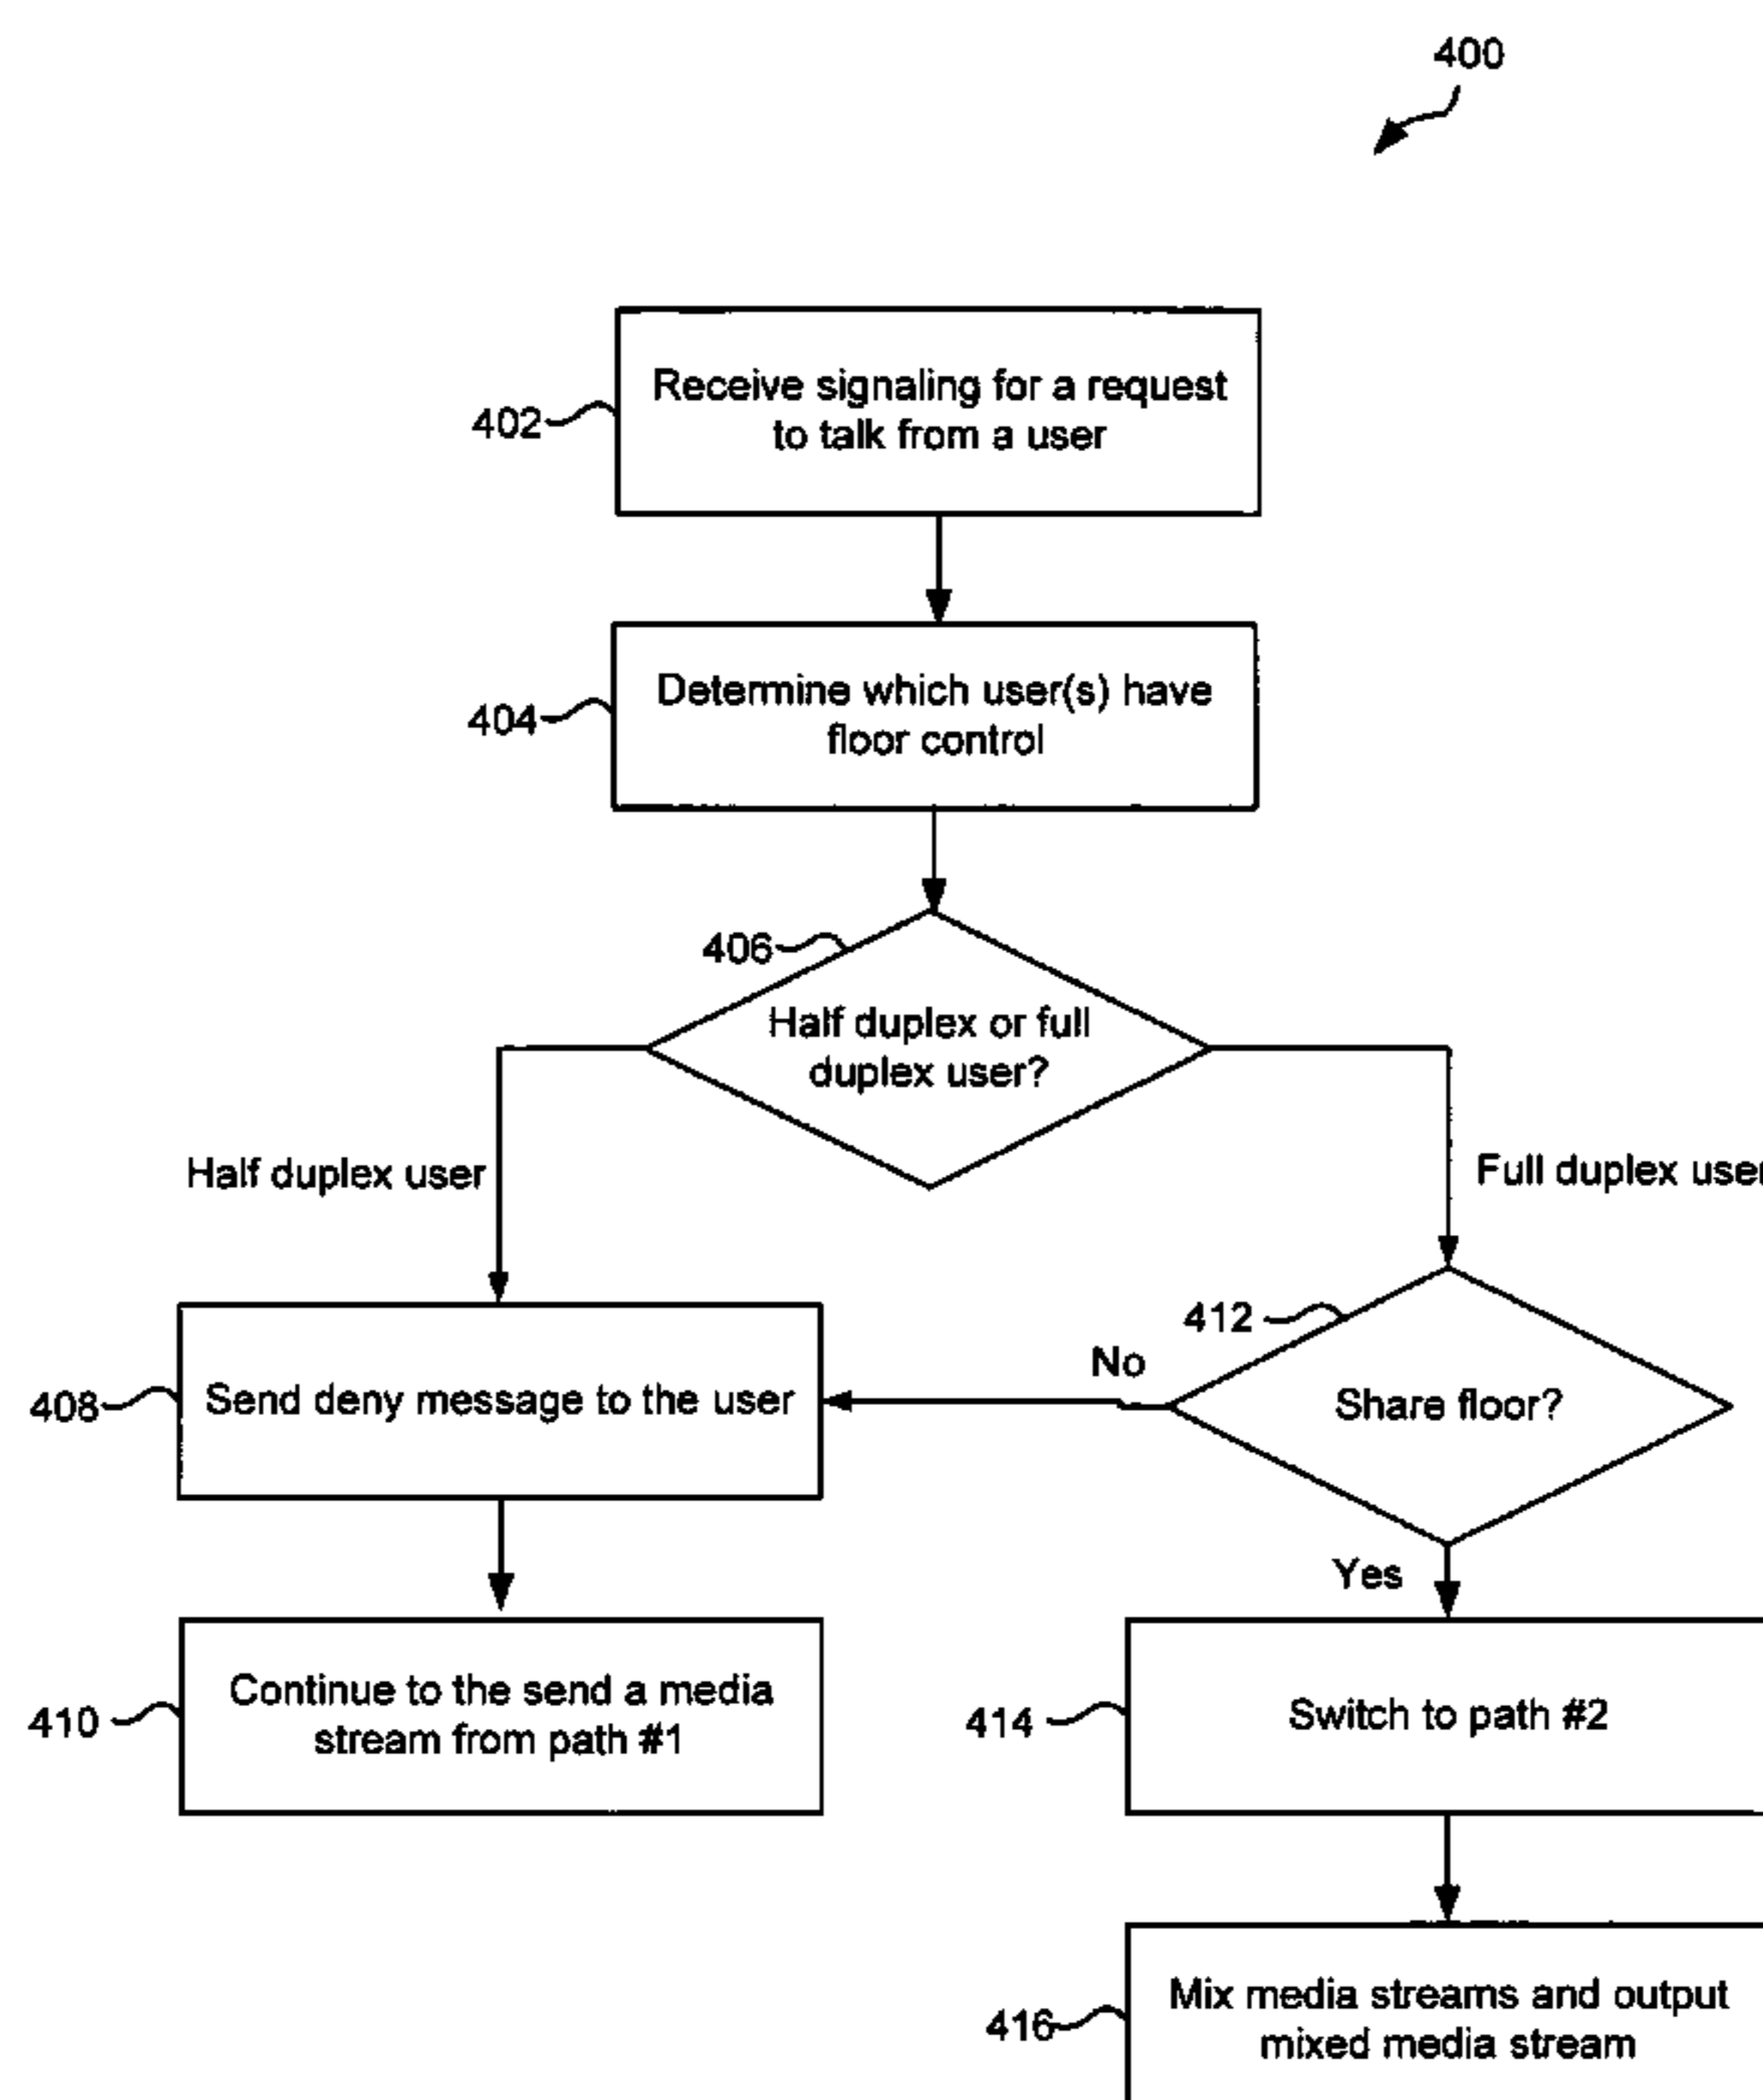 400
402
Receive signaling for a request
to talk from a user
404
Determine which user(s) have
floor control
406
Half duplex or full
duplex user?
Half duplex user
Full duplex user
412
No
408
Send deny message to the user
Share floor?
Yes
410
Continue to the send a media
stream from path #1
414
Switch to path #2
416
Mix media streams and output
mixed media stream